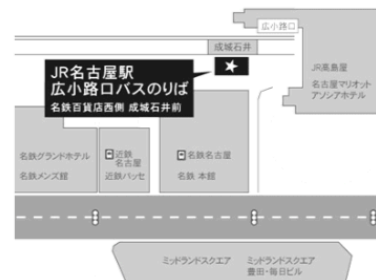 広小路口
成城石井
JR名古屋駅
広小路口バスのりば
名鉄百貨店西側 成城石井前
JR高島屋
名古屋マリオット
アソシアホテル
名鉄グランドホテル
名鉄メンズ館
近鉄
名古屋
近鉄パッセ
名鉄名古屋
名鉄 本館
ミッドランドスクエア
ミッドランドスクエア
豊田・毎日ビル